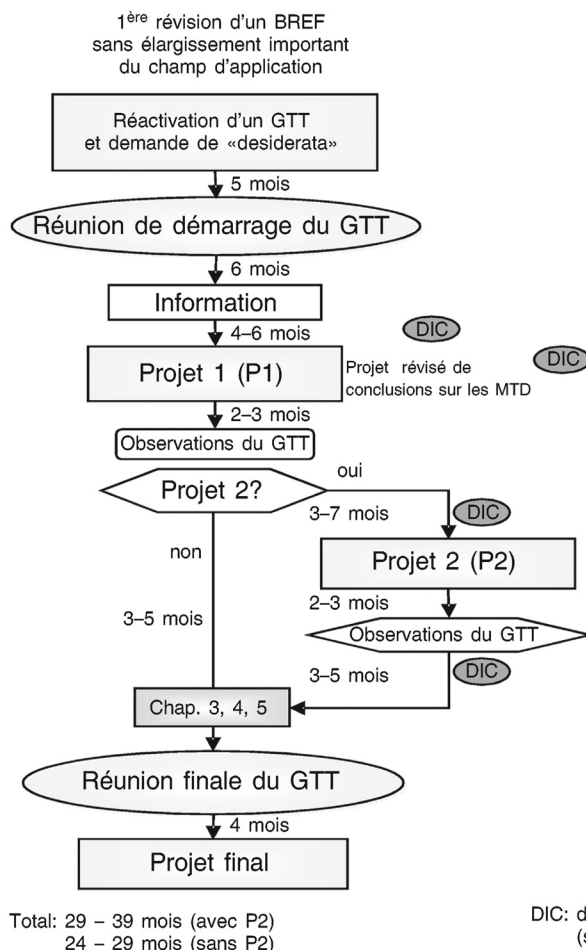 1ère révision d'un BREF
sans élargissement important
du champ d'application
Réactivation d'un GTT
et demande de «desiderata»
5 mois
Réunion de démarrage du GTT
6 mois
Information
4–6 mois
DIC
DIC
Projet 1 (P1)
Projet révisé de
conclusions sur les MTD
2–3 mois
Observations du GTT
oui
Projet 2?
3–7 mois
DIC
non
Projet 2 (P2)
2–3 mois
3–5 mois
Observations du GTT
3–5 mois
DIC
Chap. 3, 4, 5
Réunion finale du GTT
4 mois
Projet final
Total: 29 – 39 mois (avec P2)
24 – 29 mois (sans P2)
DIC: d
(s